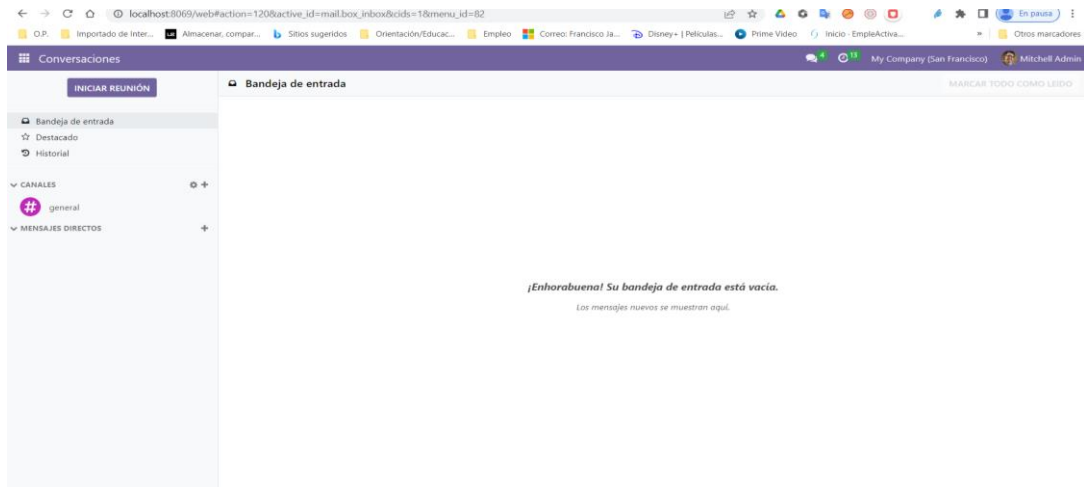 localhost:8069/web#action=120&active_id=mail.box_inbox&cids=1&menu_id=82
En pausa
O.P. Importado de Inter... Almacenar, compar... Sitios sugeridos Orientación/Educac... Empleo Correo: Francisco Ja... Disney+ | Películas... Prime Video Inicio - EmpleActiva... » Otros marcadores
Conversaciones 4 13 My Company (San Francisco) Mitchell Admin
INICIAR REUNIÓN
Bandeja de entrada
MARCAR TODO COMO LEÍDO
Bandeja de entrada
Destacado
Historial
CANALES
# general
MENSAJES DIRECTOS
¡Enhorabuena! Su bandeja de entrada está vacía.
Los mensajes nuevos se muestran aquí.